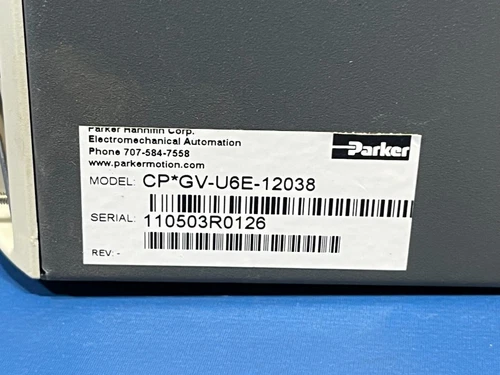 Parker Hannifin Corp.
Electromechanical Automation
Phone 707-584-7558
www.parkermotion.com
Parker
MODEL: CP*GV-U6E-12038
SERIAL: 110503R0126
REV: -